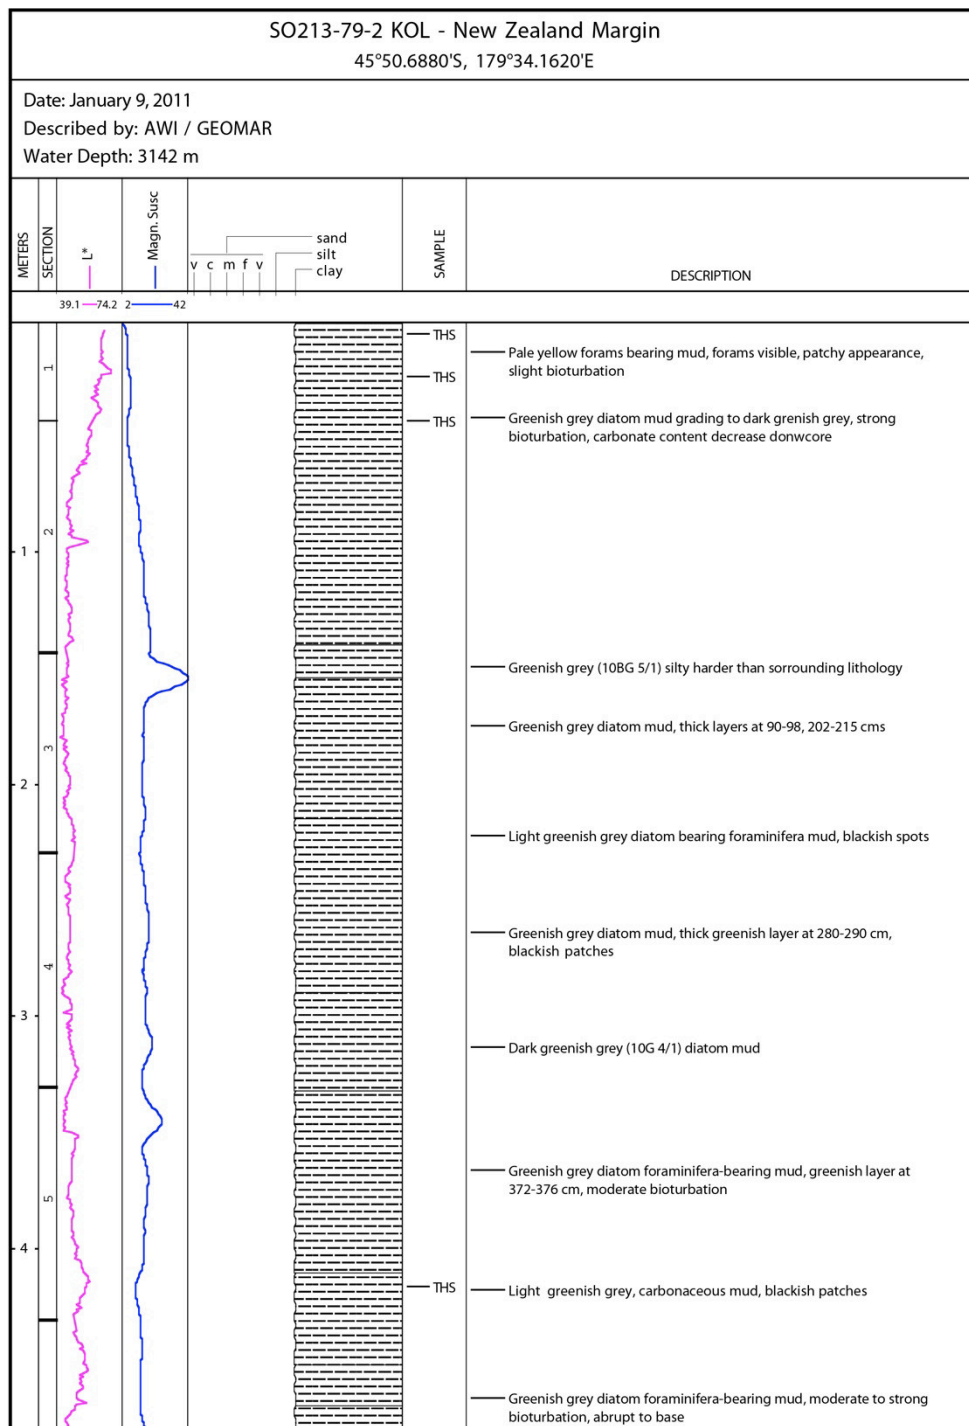 SO213-79-2 KOL - New Zealand Margin
45°50.6880'S, 179°34.1620'E
Date: January 9, 2011
Described by: AWI / GEOMAR
Water Depth: 3142 m
METERS
SECTION
L*
Magn. Susc
v c m f v
sand
silt
clay
SAMPLE
DESCRIPTION
39.1 74.2 2 42
THS
Pale yellow forams bearing mud, forams visible, patchy appearance,
slight bioturbation
1
THS
Greenish grey diatom mud grading to dark grenish grey, strong
THS
bioturbation, carbonate content decrease donwcore
2
1
Greenish grey (10BG 5/1) silty harder than sorrounding lithology
Greenish grey diatom mud, thick layers at 90-98, 202-215 cms
3
2
Light greenish grey diatom bearing foraminifera mud, blackish spots
Greenish grey diatom mud, thick greenish layer at 280-290 cm,
blackish patches
4
3
Dark greenish grey (10G 4/1) diatom mud
Greenish grey diatom foraminifera-bearing mud, greenish layer at
372-376 cm, moderate bioturbation
5
4
THS
Light greenish grey, carbonaceous mud, blackish patches
Greenish grey diatom foraminifera-bearing mud, moderate to strong
bioturbation, abrupt to base